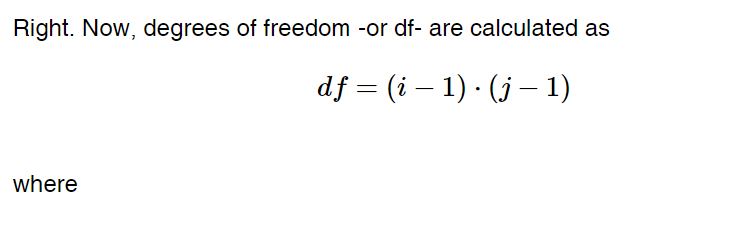 Right. Now, degrees of freedom -or df- are calculated as
df = (i − 1) · (j − 1)
where